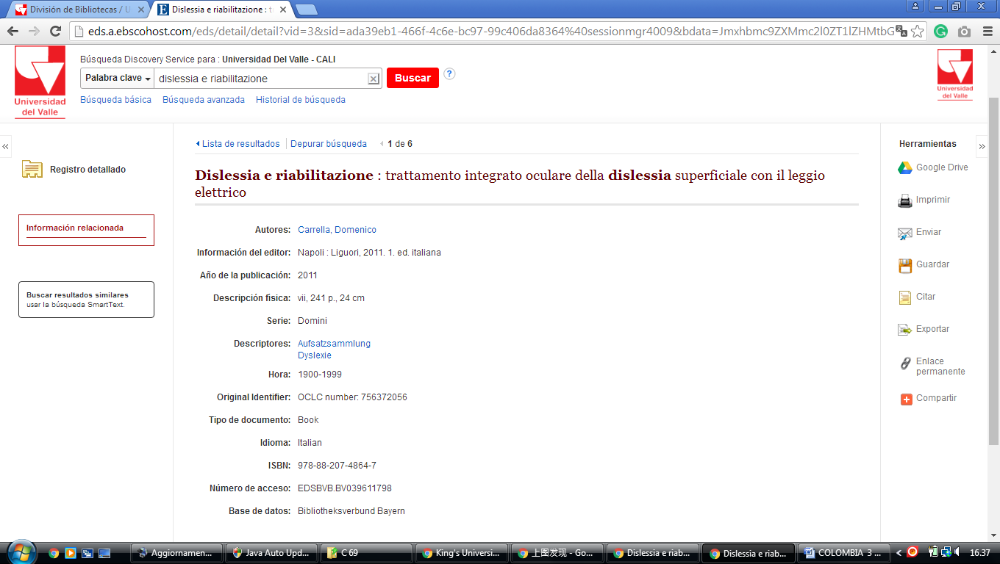 División de Bibliotecas / U
Dislessia e riabilitazione : t
eds.a.ebscohost.com/eds/detail/detail?vid=3&sid=ada39eb1-466f-4c6e-bc97-99c406da8364%40sessionmgr4009&bdata=Jmxhbmc9ZXMmc2l0ZT1lZHMtbG
Universidad
del Valle
Búsqueda Discovery Service para : Universidad Del Valle - CALI
Palabra clave
dislessia e riabilitazione
Buscar
?
Búsqueda básica
Búsqueda avanzada
Historial de búsqueda
Universidad
del Valle
«
Registro detallado
Información relacionada
Buscar resultados similares
usar la búsqueda SmartText.
Lista de resultados
Depurar búsqueda
1 de 6
Dislessia e riabilitazione : trattamento integrato oculare della dislessia superficiale con il leggio
elettrico
Autores: Carrella, Domenico
Información del editor: Napoli : Liguori, 2011. 1. ed. italiana
Año de la publicación: 2011
Descripción física: vii, 241 p., 24 cm
Serie: Domini
Descriptores: Aufsatzsammlung
Dyslexie
Hora: 1900-1999
Original Identifier: OCLC number: 756372056
Tipo de documento: Book
Idioma: Italian
ISBN: 978-88-207-4864-7
Número de acceso: EDSBVB.BV039611798
Base de datos: Bibliotheksverbund Bayern
Herramientas
»
Google Drive
Imprimir
Enviar
Guardar
Citar
Exportar
Enlace
permanente
Compartir
Aggiornamen...
Java Auto Upd...
C 69
King's Universi...
上图发现 - Go...
Dislessia e riab...
Dislessia e riab...
COLOMBIA 3 ...
16.37